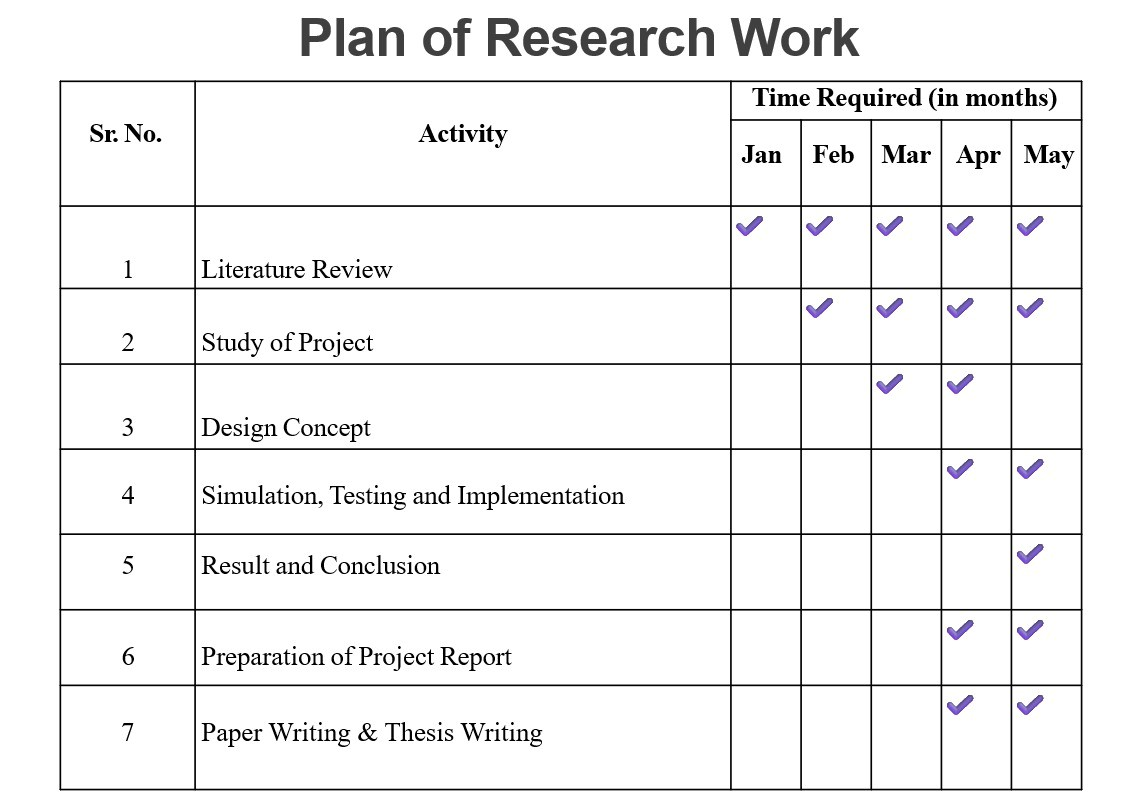 Plan of Research Work
Time Required (in months)
Sr. No. Activity
Jan Feb Mar Apr May
1 Literature Review
2 Study of Project
3 Design Concept
4 Simulation, Testing and Implementation
5 Result and Conclusion
6 Preparation of Project Report
7 Paper Writing & Thesis Writing